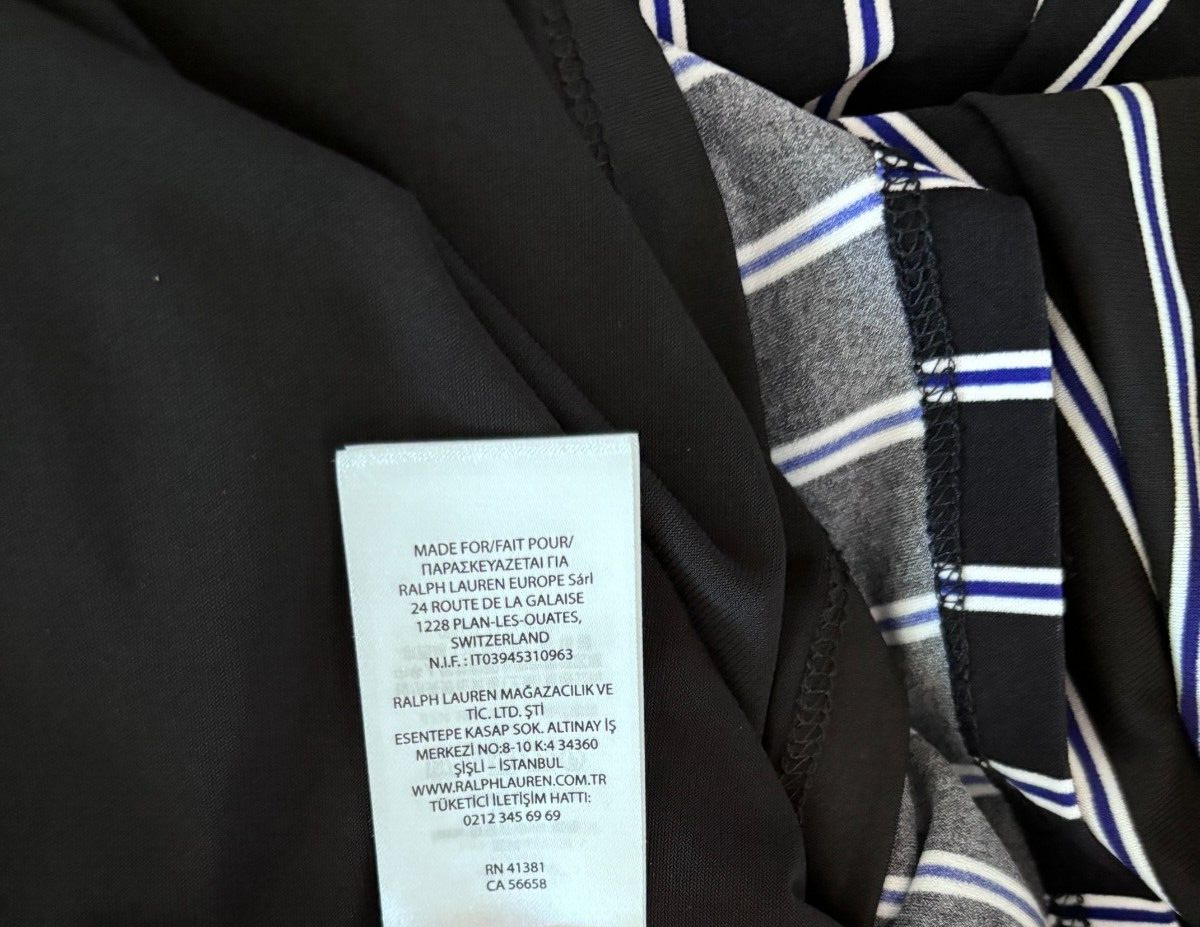 MADE FOR/FAIT POUR/
ΠΑΡΑΣΚΕΥΑΖΕΤΑΙ ΓΙΑ
RALPH LAUREN EUROPE Sárl
24 ROUTE DE LA GALAISE
1228 PLAN-LES-OUATES,
SWITZERLAND
N.I.F. : IT03945310963
RALPH LAUREN MAĞAZACILIK VE
TİC. LTD. ŞTİ
ESENTEPE KASAP SOK. ALTINAY İŞ
MERKEZİ NO:8-10 K:4 34360
ŞİŞLİ – İSTANBUL
WWW.RALPHLAUREN.COM.TR
TÜKETİCİ İLETİŞİM HATTI:
0212 345 69 69
RN 41381
CA 56658